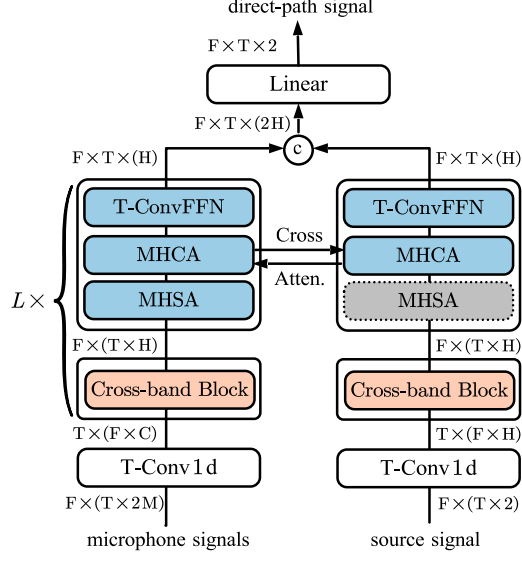 direct-path signal
F×T×2
Linear
F×T×(2H)
c
F×T×(H)
F×T×(H)
T-ConvFFN
T-ConvFFN
Cross
MHCA
MHCA
Atten.
L×
MHSA
MHSA
F×(T×H)
F×(T×H)
Cross-band Block
Cross-band Block
T×(F×C)
T×(F×H)
T-Conv1d
T-Conv1d
F×(T×2M)
F×(T×2)
microphone signals
source signal